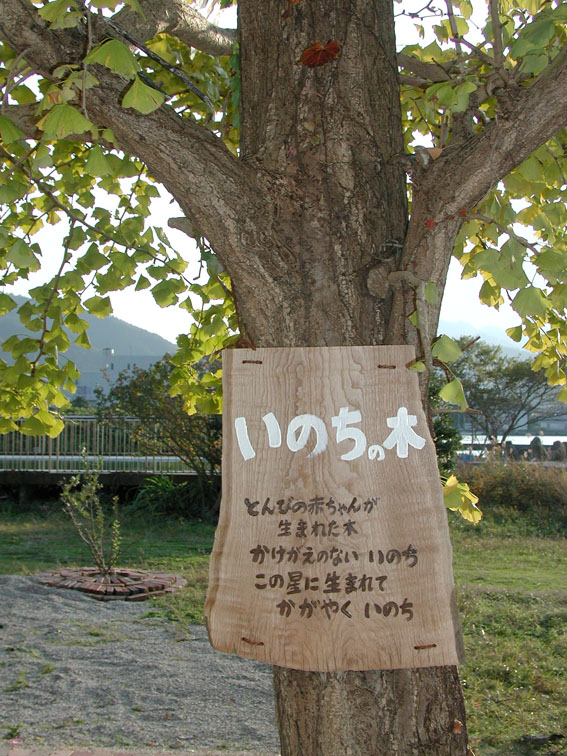 いのちの木
とんびの赤ちゃんが
生まれた木
かけがえのない いのち
この星に生まれて
かがやく いのち